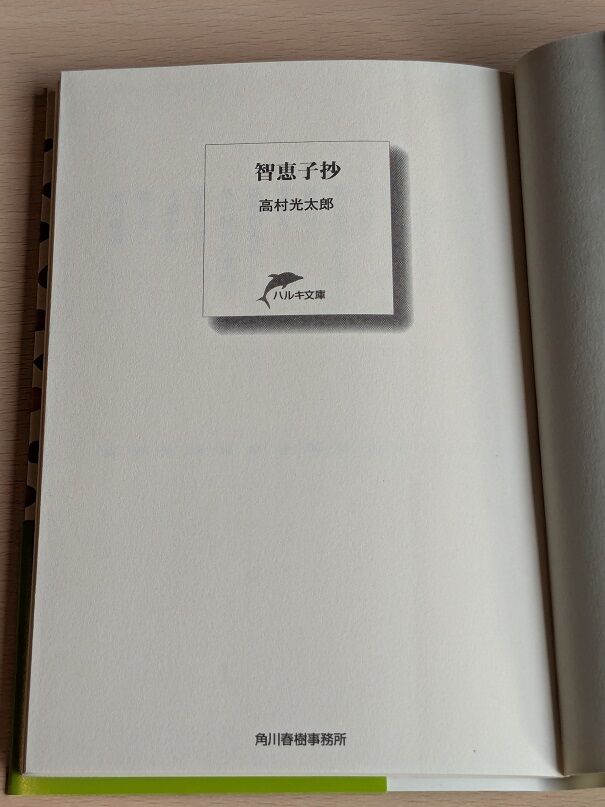 智恵子抄
高村光太郎
ハルキ文庫
角川春樹事務所